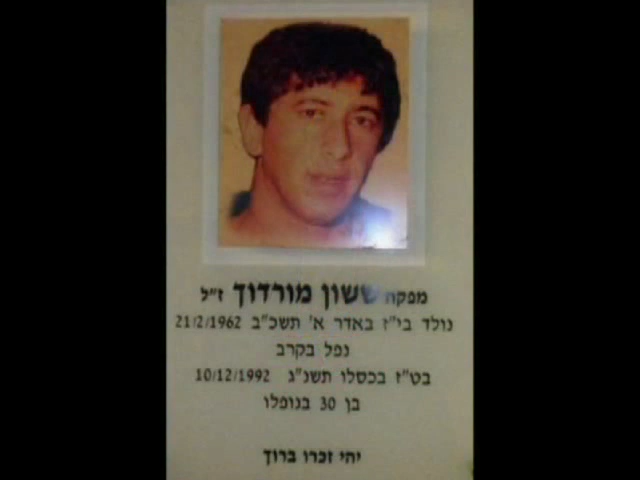 מפקח ששון מורדוך ז"ל
נולד בי"ז באדר א' תשכ"ב 21/2/1962
נפל בקרב
בט"ז בכסלו תשנ"ג 10/12/1992
בן 30 בנופלו
יהי זכרו ברוך